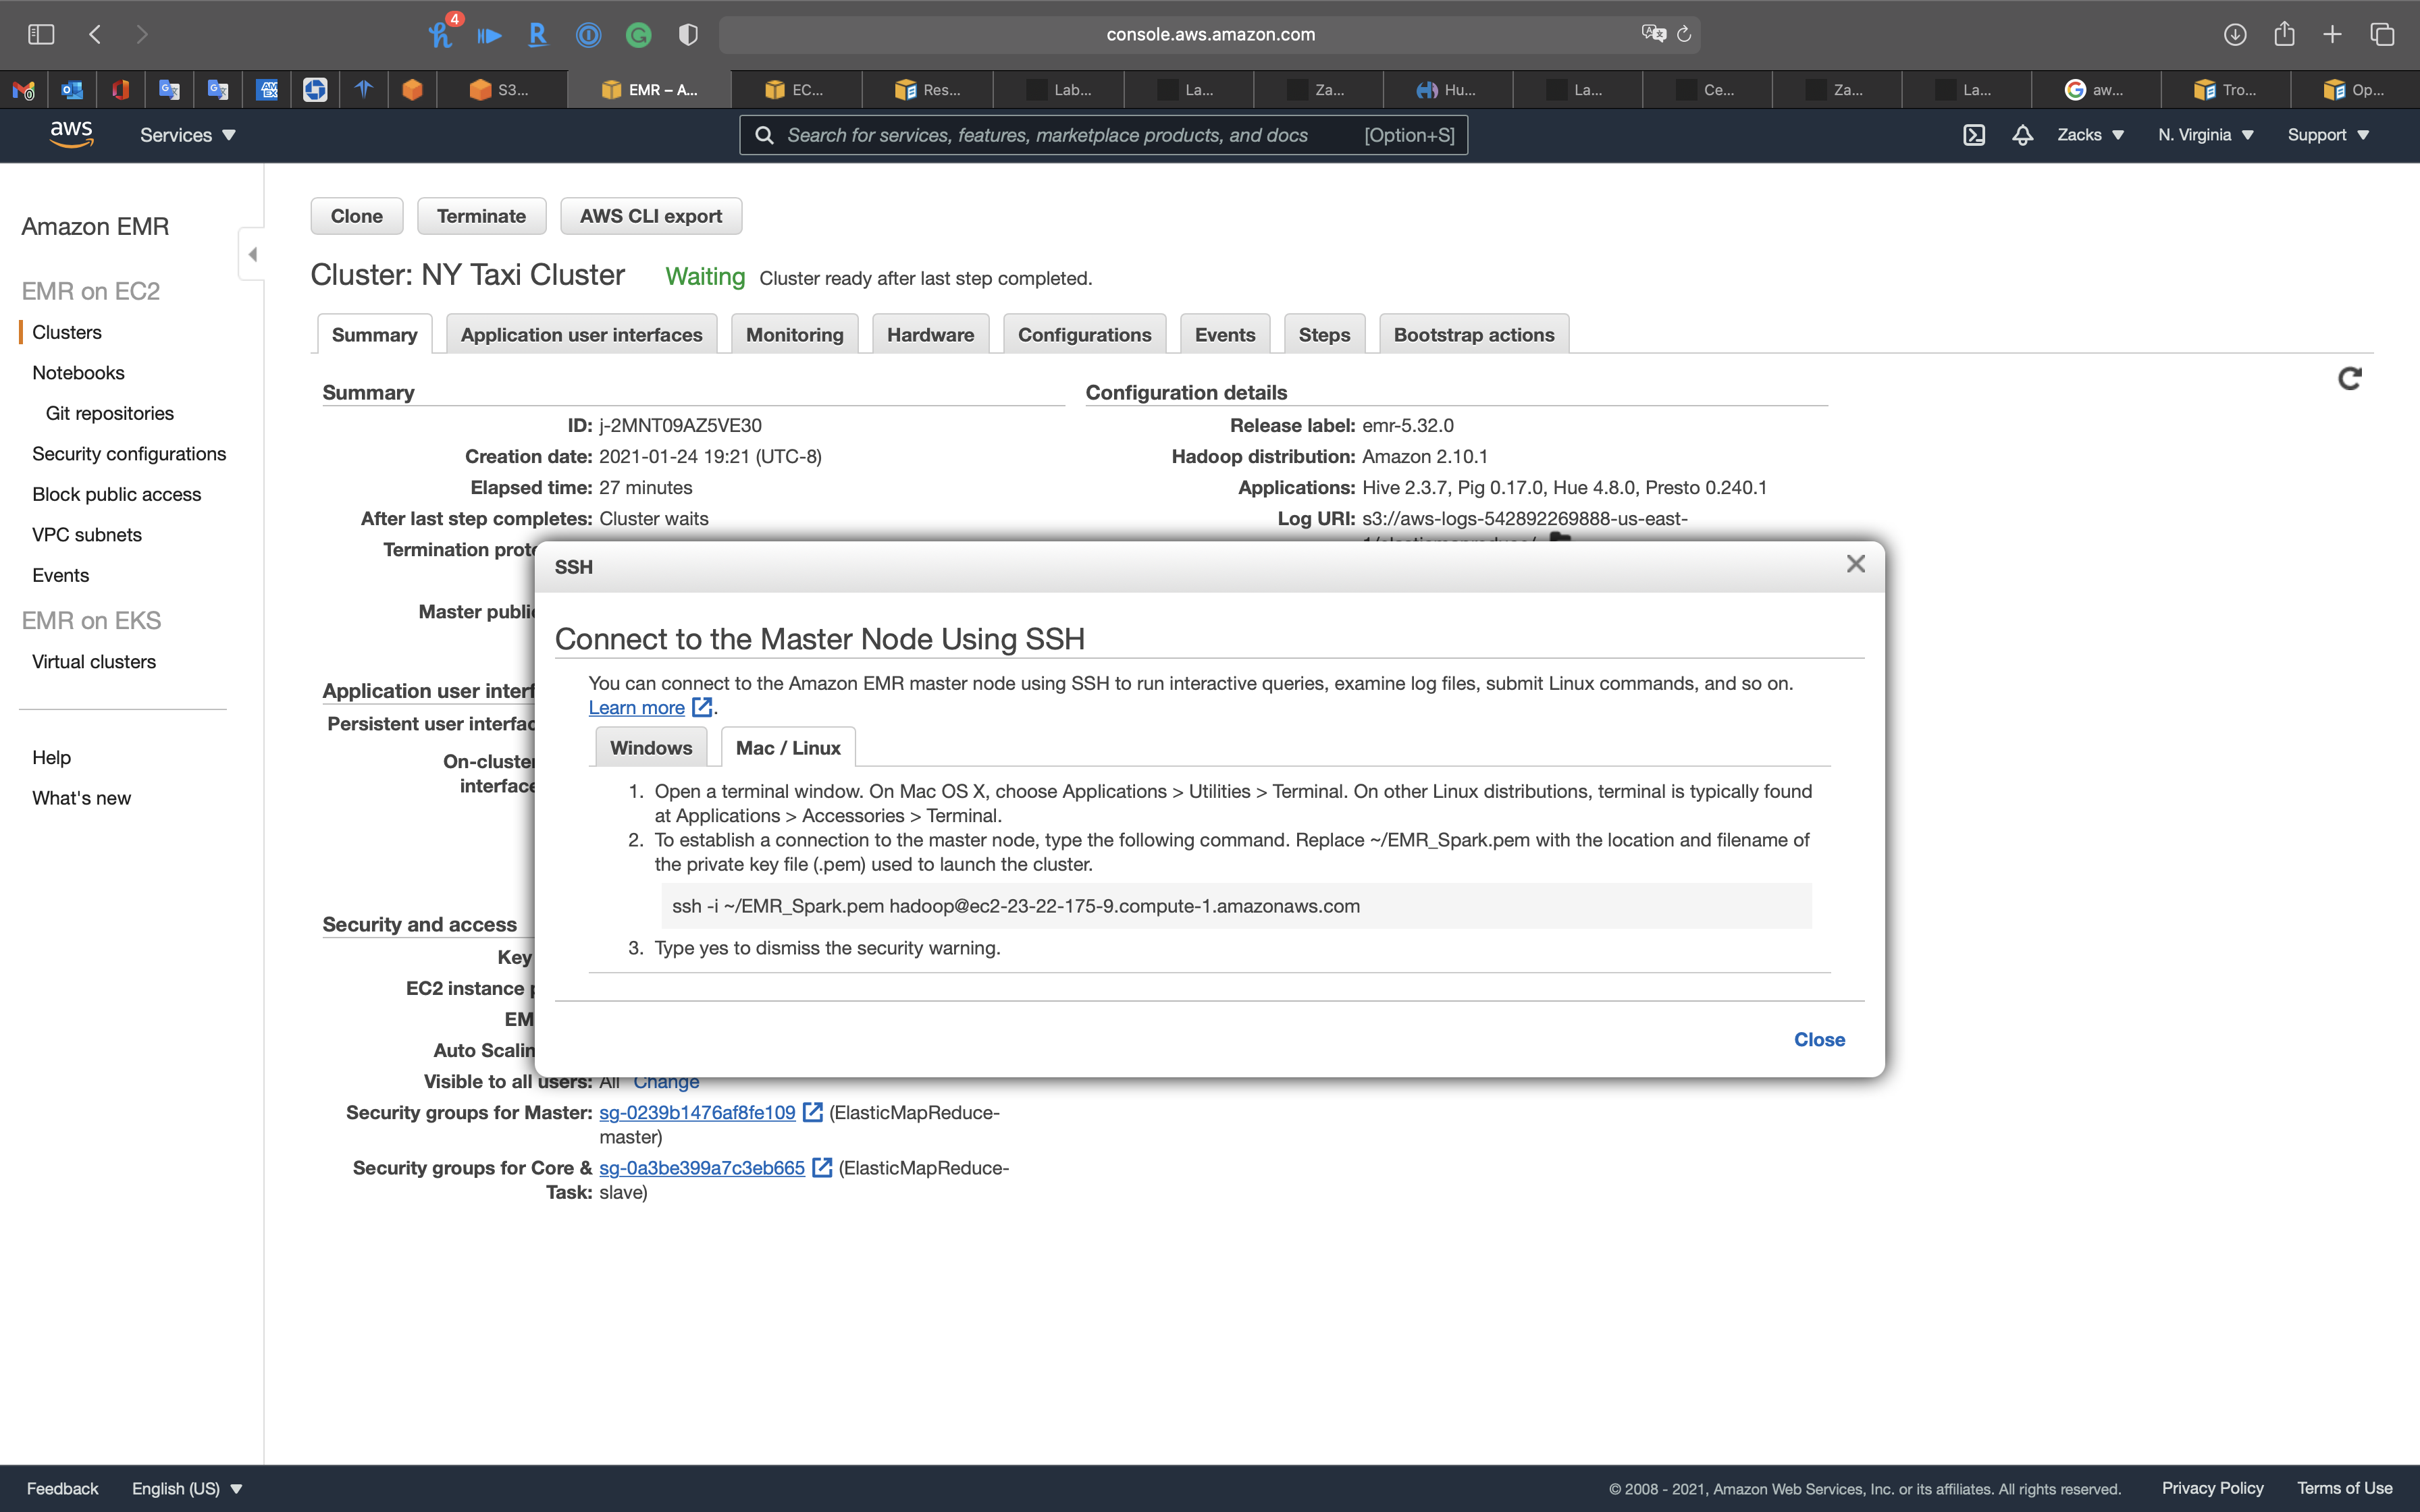 4
console.aws.amazon.com
S3...
EMR – A...
EC...
Res...
Lab...
La...
Za...
Hu...
La...
Ce...
Za...
La...
aw...
Tro...
Op...
aws
Services
Search for services, features, marketplace products, and docs [Option+S]
Zacks
N. Virginia
Support
Amazon EMR
EMR on EC2
Clusters
Notebooks
Git repositories
Security configurations
Block public access
VPC subnets
Events
EMR on EKS
Virtual clusters
Help
What's new
Clone
Terminate
AWS CLI export
Cluster: NY Taxi Cluster Waiting Cluster ready after last step completed.
Summary
Application user interfaces
Monitoring
Hardware
Configurations
Events
Steps
Bootstrap actions
Summary
ID: j-2MNT09AZ5VE30
Creation date: 2021-01-24 19:21 (UTC-8)
Elapsed time: 27 minutes
After last step completes: Cluster waits
Termination prote
Master public
Configuration details
Release label: emr-5.32.0
Hadoop distribution: Amazon 2.10.1
Applications: Hive 2.3.7, Pig 0.17.0, Hue 4.8.0, Presto 0.240.1
Log URI: s3://aws-logs-542892269888-us-east-
Application user interf
Persistent user interfac
On-cluster
interface
SSH
Connect to the Master Node Using SSH
You can connect to the Amazon EMR master node using SSH to run interactive queries, examine log files, submit Linux commands, and so on.
Learn more .
Windows
Mac / Linux
1. Open a terminal window. On Mac OS X, choose Applications > Utilities > Terminal. On other Linux distributions, terminal is typically found
at Applications > Accessories > Terminal.
2. To establish a connection to the master node, type the following command. Replace ~/EMR_Spark.pem with the location and filename of
the private key file (.pem) used to launch the cluster.
ssh -i ~/EMR_Spark.pem hadoop@ec2-23-22-175-9.compute-1.amazonaws.com
3. Type yes to dismiss the security warning.
Close
Security and access
Key
EC2 instance p
EM
Auto Scalin
Visible to all users: All Change
Security groups for Master: sg-0239b1476af8fe109 (ElasticMapReduce-
master)
Security groups for Core & sg-0a3be399a7c3eb665 (ElasticMapReduce-
Task: slave)
Feedback
English (US)
© 2008 - 2021, Amazon Web Services, Inc. or its affiliates. All rights reserved.
Privacy Policy
Terms of Use